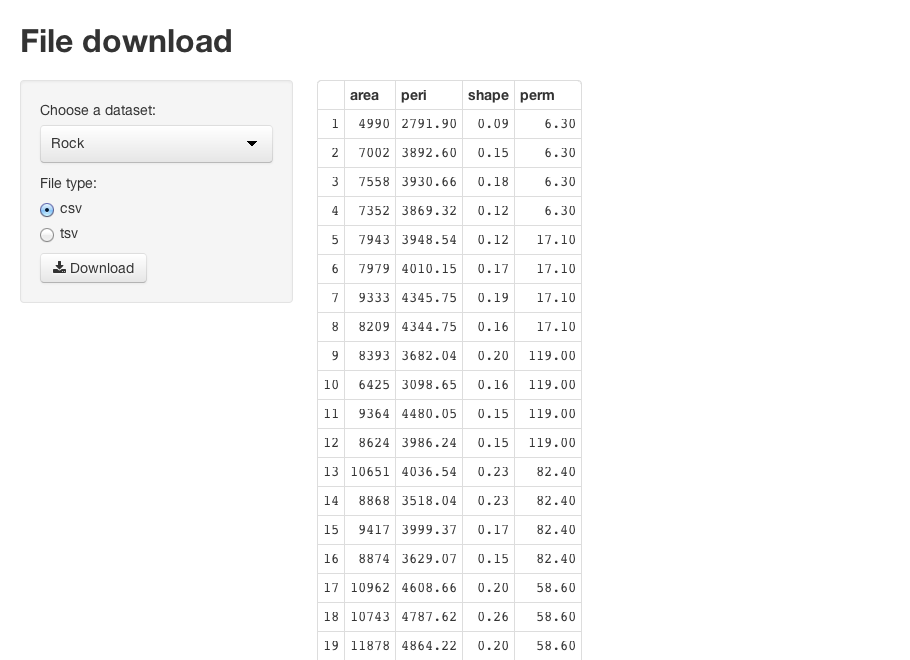 File download
Choose a dataset:
Rock
File type:
csv
tsv
Download
area peri shape perm
1 4990 2791.90 0.09 6.30
2 7002 3892.60 0.15 6.30
3 7558 3930.66 0.18 6.30
4 7352 3869.32 0.12 6.30
5 7943 3948.54 0.12 17.10
6 7979 4010.15 0.17 17.10
7 9333 4345.75 0.19 17.10
8 8209 4344.75 0.16 17.10
9 8393 3682.04 0.20 119.00
10 6425 3098.65 0.16 119.00
11 9364 4480.05 0.15 119.00
12 8624 3986.24 0.15 119.00
13 10651 4036.54 0.23 82.40
14 8868 3518.04 0.23 82.40
15 9417 3999.37 0.17 82.40
16 8874 3629.07 0.15 82.40
17 10962 4608.66 0.20 58.60
18 10743 4787.62 0.26 58.60
19 11878 4864.22 0.20 58.60